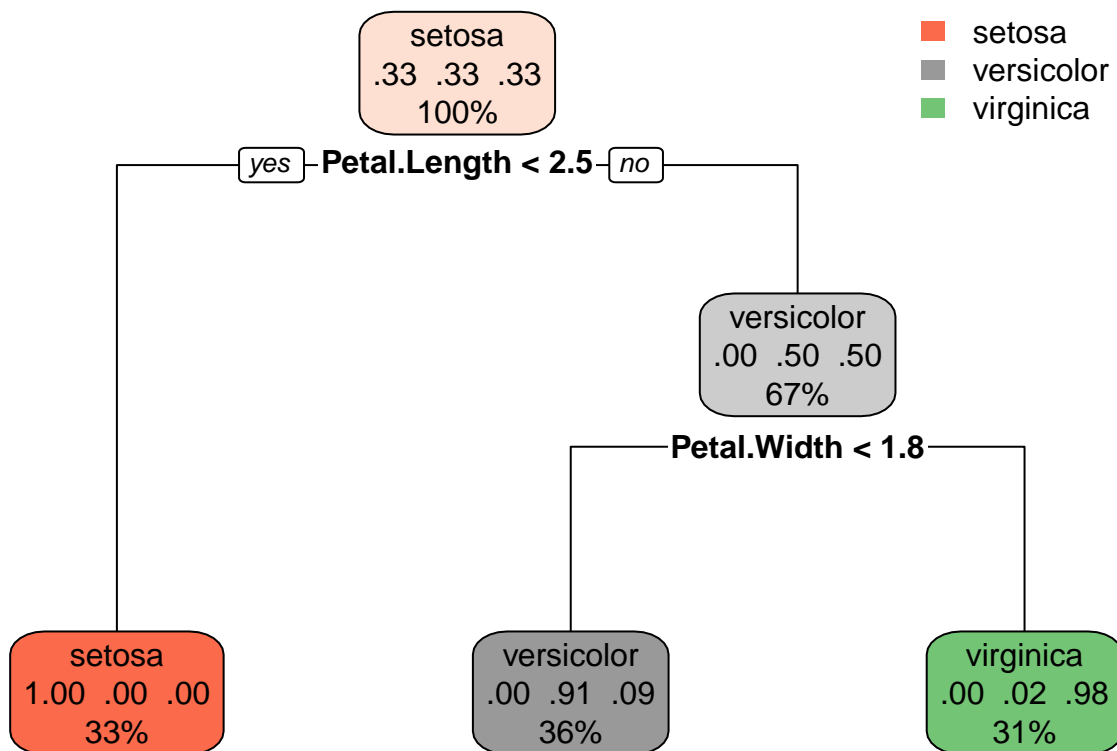 setosa
.33 .33 .33
100%
setosa
versicolor
virginica
yes Petal.Length < 2.5 no
versicolor
.00 .50 .50
67%
Petal.Width < 1.8
setosa
1.00 .00 .00
33%
versicolor
.00 .91 .09
36%
virginica
.00 .02 .98
31%